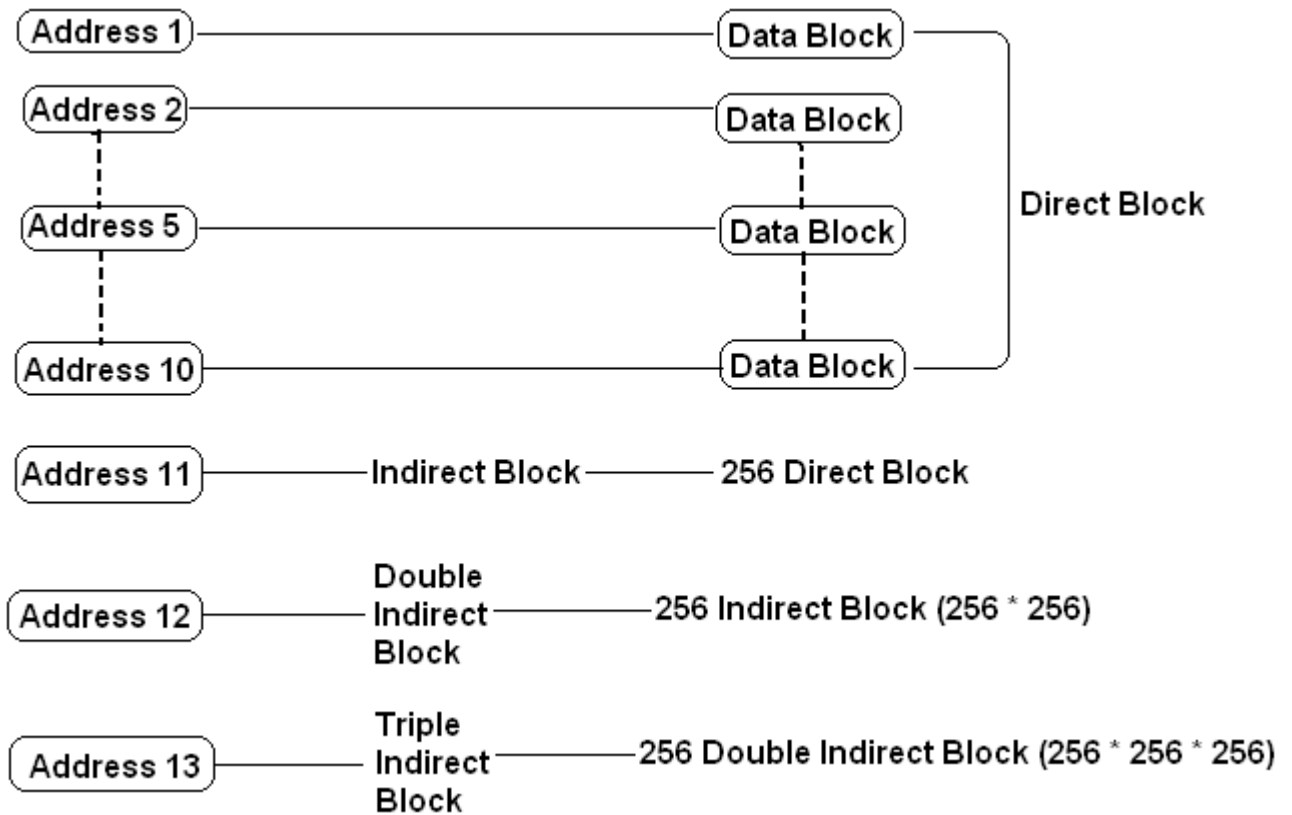 Address 1 Data Block
Address 2 Data Block
Direct Block
Address 5 Data Block
Address 10 Data Block
Address 11 Indirect Block 256 Direct Block
Double
Address 12 Indirect 256 Indirect Block (256 * 256)
Block
Triple
Address 13 Indirect 256 Double Indirect Block (256 * 256 * 256)
Block